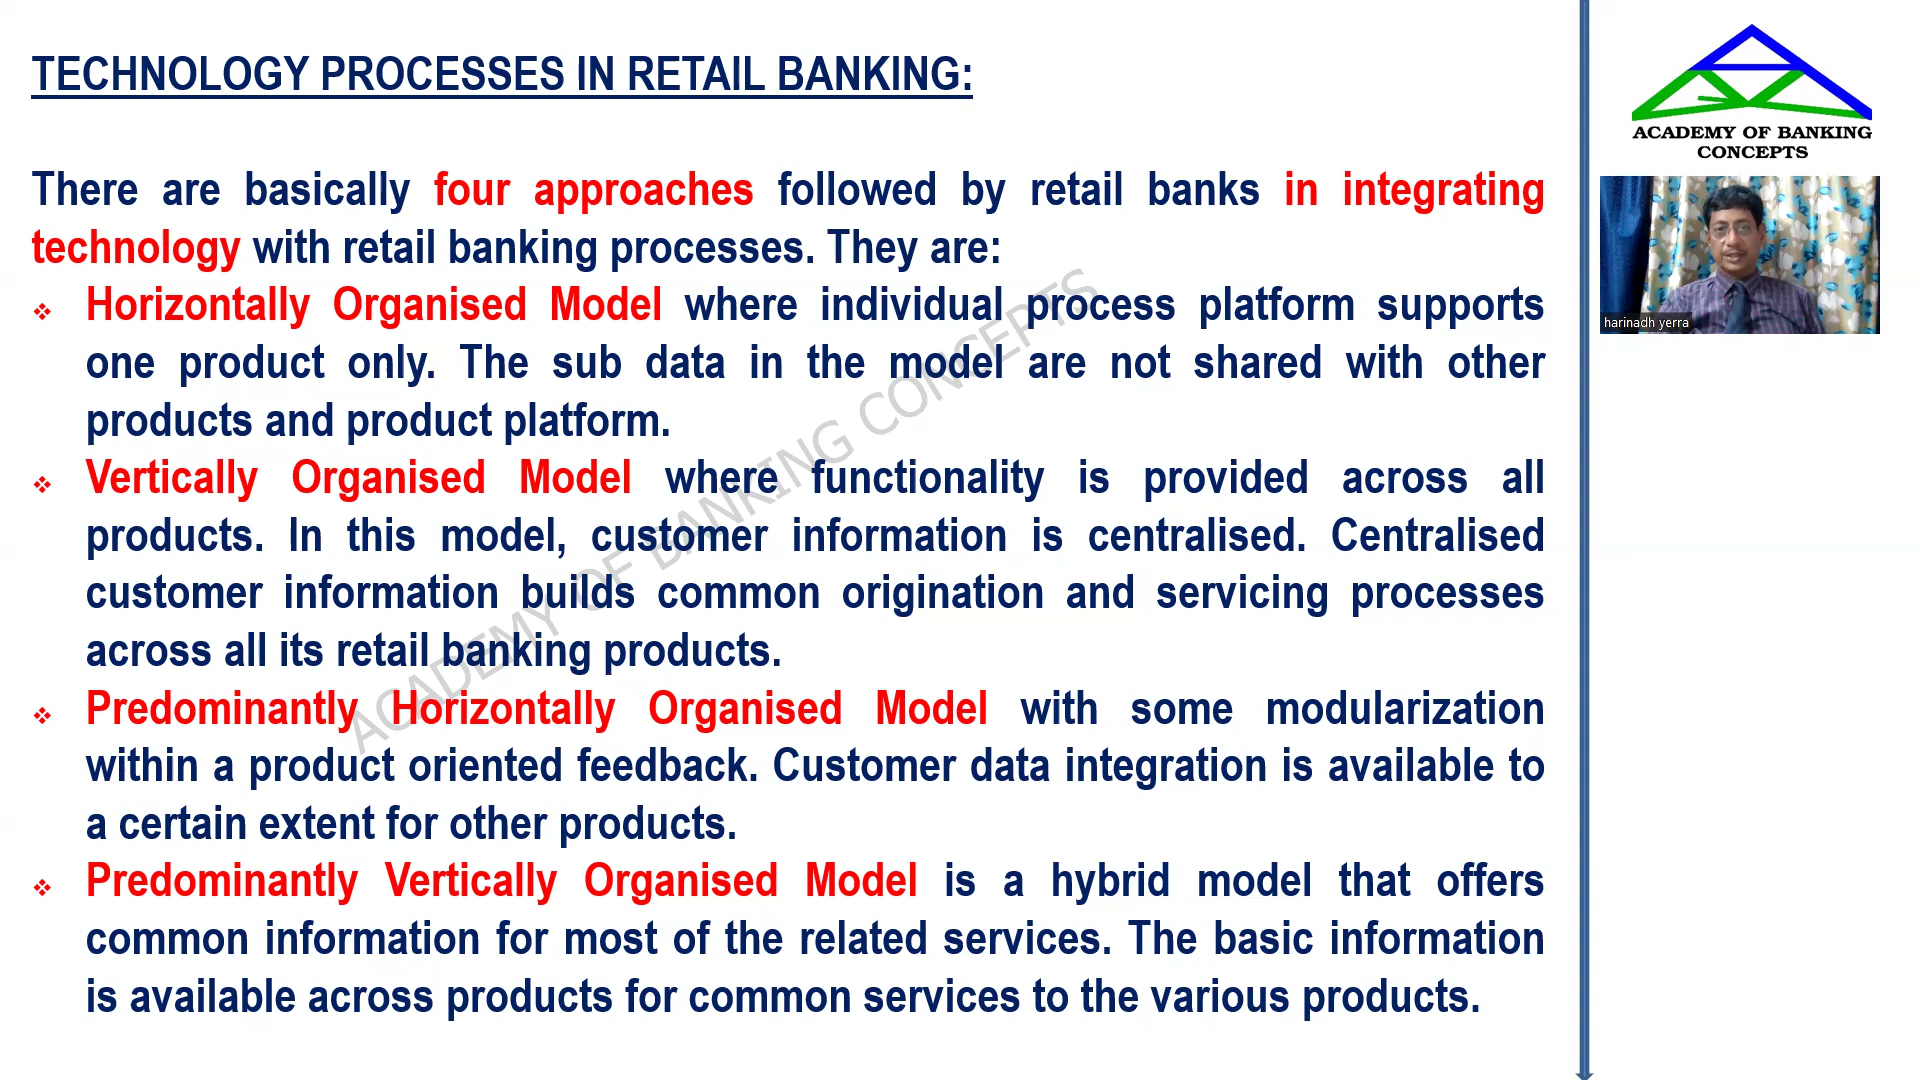 TECHNOLOGY PROCESSES IN RETAIL BANKING:
There are basically four approaches followed by retail banks in integrating
technology with retail banking processes. They are:
❖ Horizontally Organised Model where individual process platform supports
one product only. The sub data in the model are not shared with other
products and product platform.
❖ Vertically Organised Model where functionality is provided across all
products. In this model, customer information is centralised. Centralised
customer information builds common origination and servicing processes
across all its retail banking products.
❖ Predominantly Horizontally Organised Model with some modularization
within a product oriented feedback. Customer data integration is available to
a certain extent for other products.
❖ Predominantly Vertically Organised Model is a hybrid model that offers
common information for most of the related services. The basic information
is available across products for common services to the various products.
ACADEMY OF BANKING CONCEPTS
ACADEMY OF BANKING
CONCEPTS
harinadh yerra